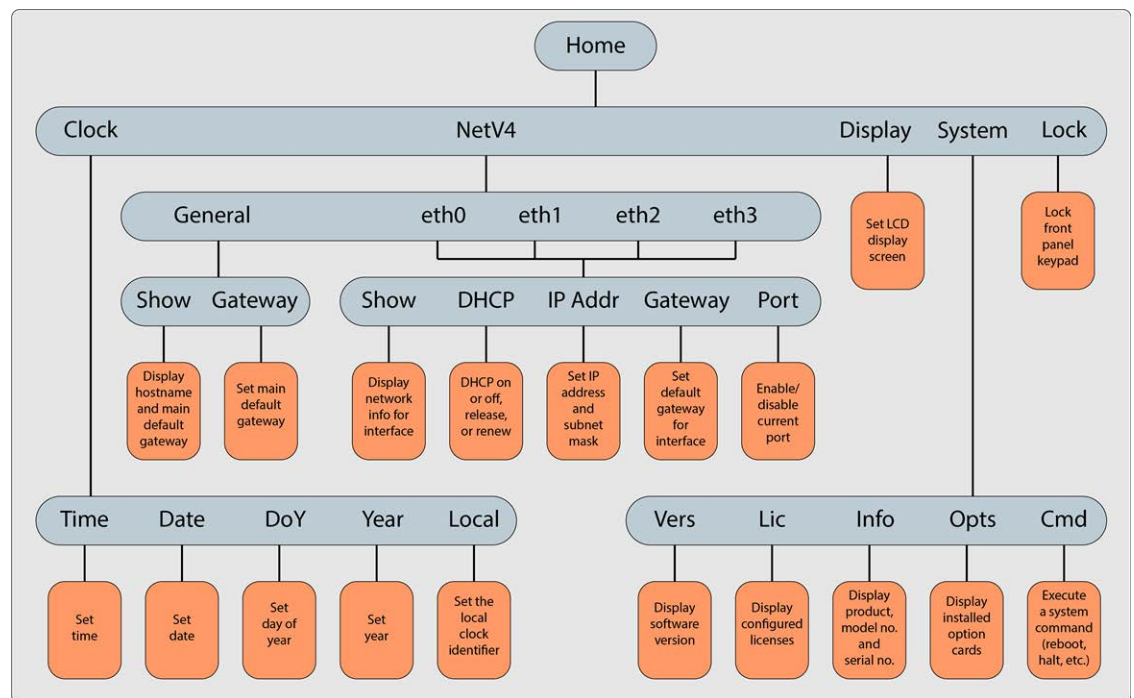 Home
Clock NetV4 Display System Lock
General eth0 eth1 eth2 eth3
Set LCD
display
screen
Lock
front
panel
keypad
Show Gateway
Show DHCP IP Addr Gateway Port
Display
hostname
and main
default
gateway
Set main
default
gateway
Display
network
info for
interface
DHCP on
or off,
release,
or renew
Set IP
address
and
subnet
mask
Set
default
gateway
for
interface
Enable/
disable
current
port
Time Date DoY Year Local
Set
time
Set
date
Set
day of
year
Set
year
Set the
local
clock
identifier
Vers Lic Info Opts Cmd
Display
software
version
Display
configured
licenses
Display
product,
model no.
and
serial no.
Display
installed
option
cards
Execute
a system
command
(reboot,
halt, etc.)